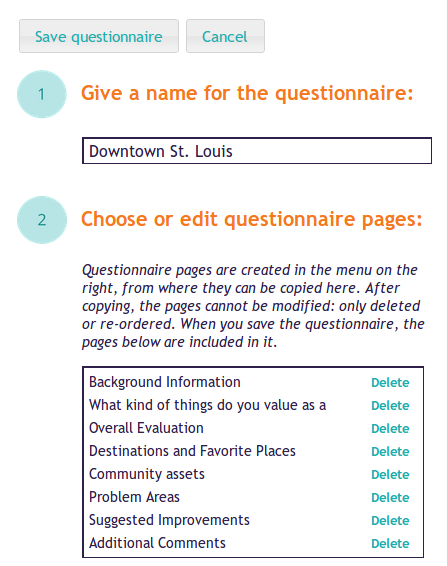 Save questionnaire Cancel
1 Give a name for the questionnaire:
Downtown St. Louis
2 Choose or edit questionnaire pages:
Questionnaire pages are created in the menu on the
right, from where they can be copied here. After
copying, the pages cannot be modified: only deleted
or re-ordered. When you save the questionnaire, the
pages below are included in it.
Background Information Delete
What kind of things do you value as a Delete
Overall Evaluation Delete
Destinations and Favorite Places Delete
Community assets Delete
Problem Areas Delete
Suggested Improvements Delete
Additional Comments Delete